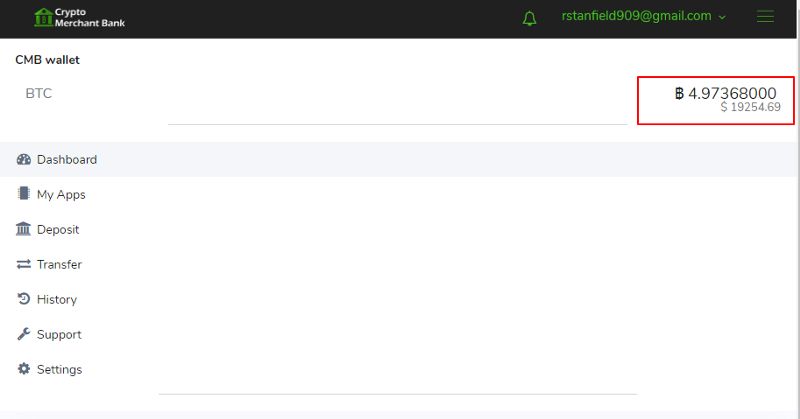 Crypto
Merchant Bank
rstanfield909@gmail.com
CMB wallet
BTC
฿ 4.97368000
$ 19254.69
Dashboard
My Apps
Deposit
Transfer
History
Support
Settings